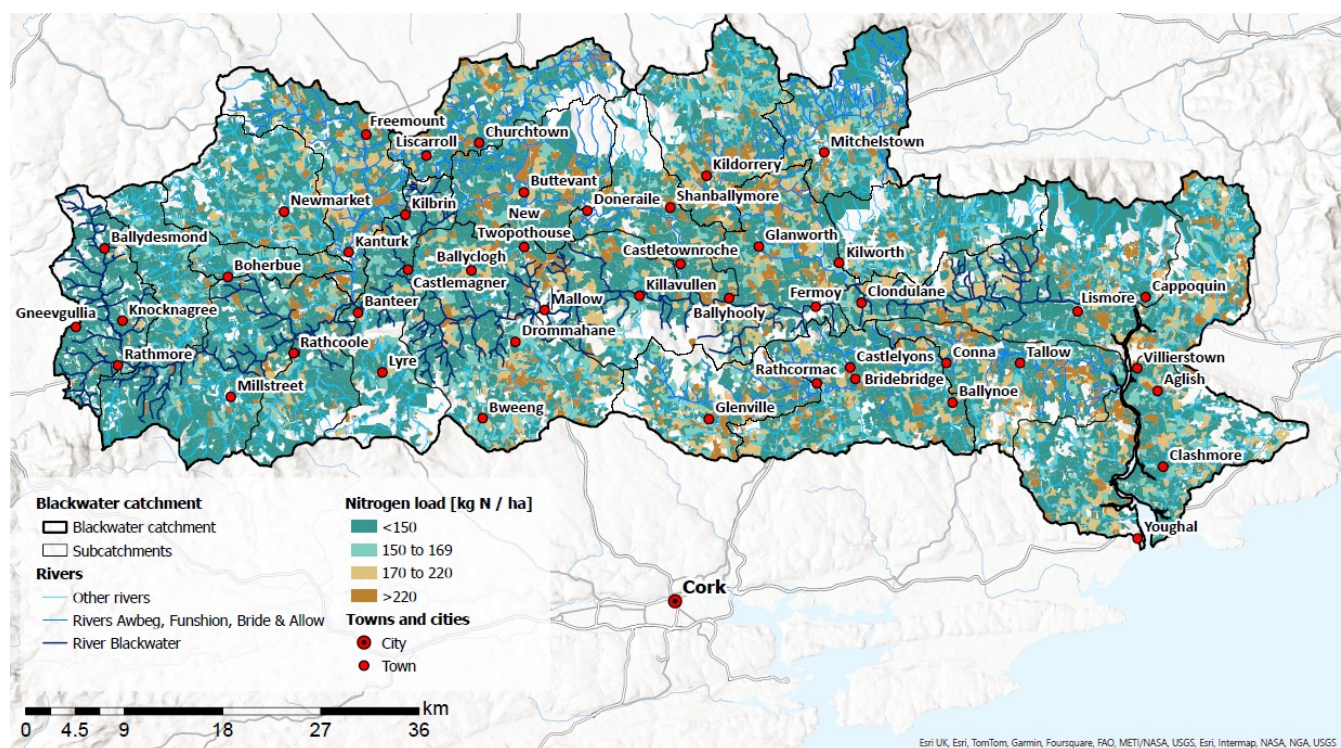 Freemount
Liscarroll
Churchtown
Mitchelstown
Kildorrery
Buttevant
Newmarket
Kilbrin
New
Twopothouse
Doneraile
Shanballymore
Ballydesmond
Kanturk
Ballyclogh
Castletownroche
Glanworth
Kilworth
Boherbue
Castlemagner
Gneevgullia
Knocknagree
Banteer
Mallow
Killavullen
Ballyhooly
Fermoy
Clondulane
Lismore
Cappoquin
Rathmore
Rathcoole
Drommahane
Lyre
Millstreet
Bweeng
Glenville
Rathcormac
Castlelyons
Bridebridge
Conna
Tallow
Ballynoe
Villierstown
Aglish
Clashmore
Youghal
Cork
Blackwater catchment
Blackwater catchment
Subcatchments
Rivers
Other rivers
Rivers Awbeg, Funshion, Bride & Allow
River Blackwater
Nitrogen load [kg N / ha]
<150
150 to 169
170 to 220
>220
Towns and cities
City
Town
km
0 4.5 9 18 27 36
Esri UK, Esri, TomTom, Garmin, Foursquare, FAO, METI/NASA, USGS, Esri, Intermap, NASA, NGA, USGS